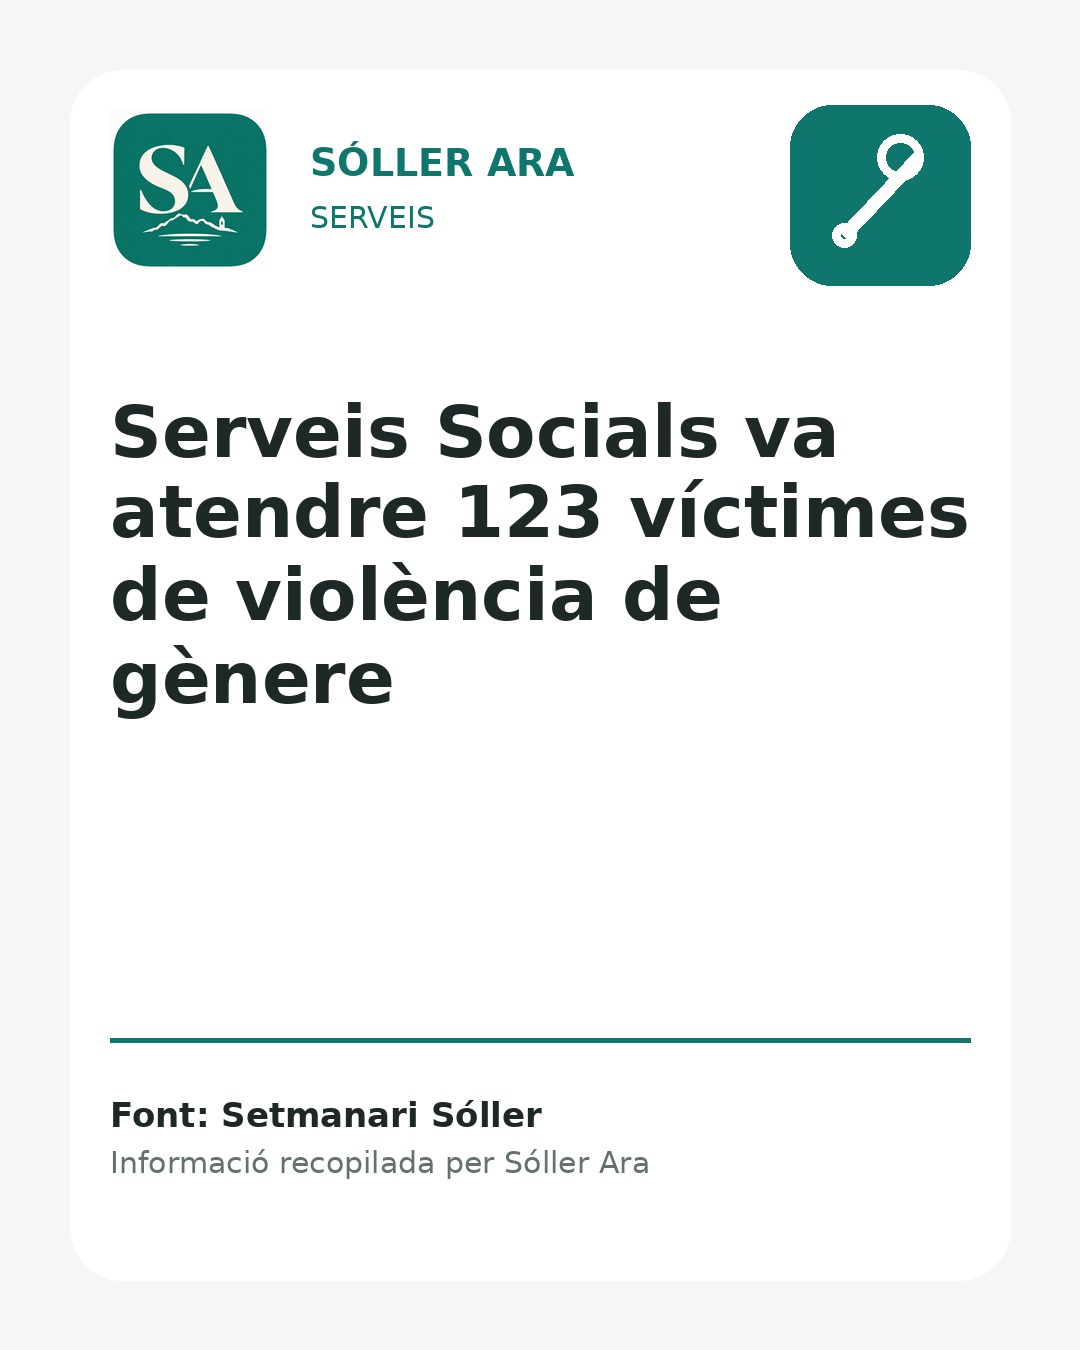 SA
SÓLLER ARA
SERVEIS
Serveis Socials va
atendre 123 víctimes
de violència de
gènere
Font: Setmanari Sóller
Informació recopilada per Sóller Ara